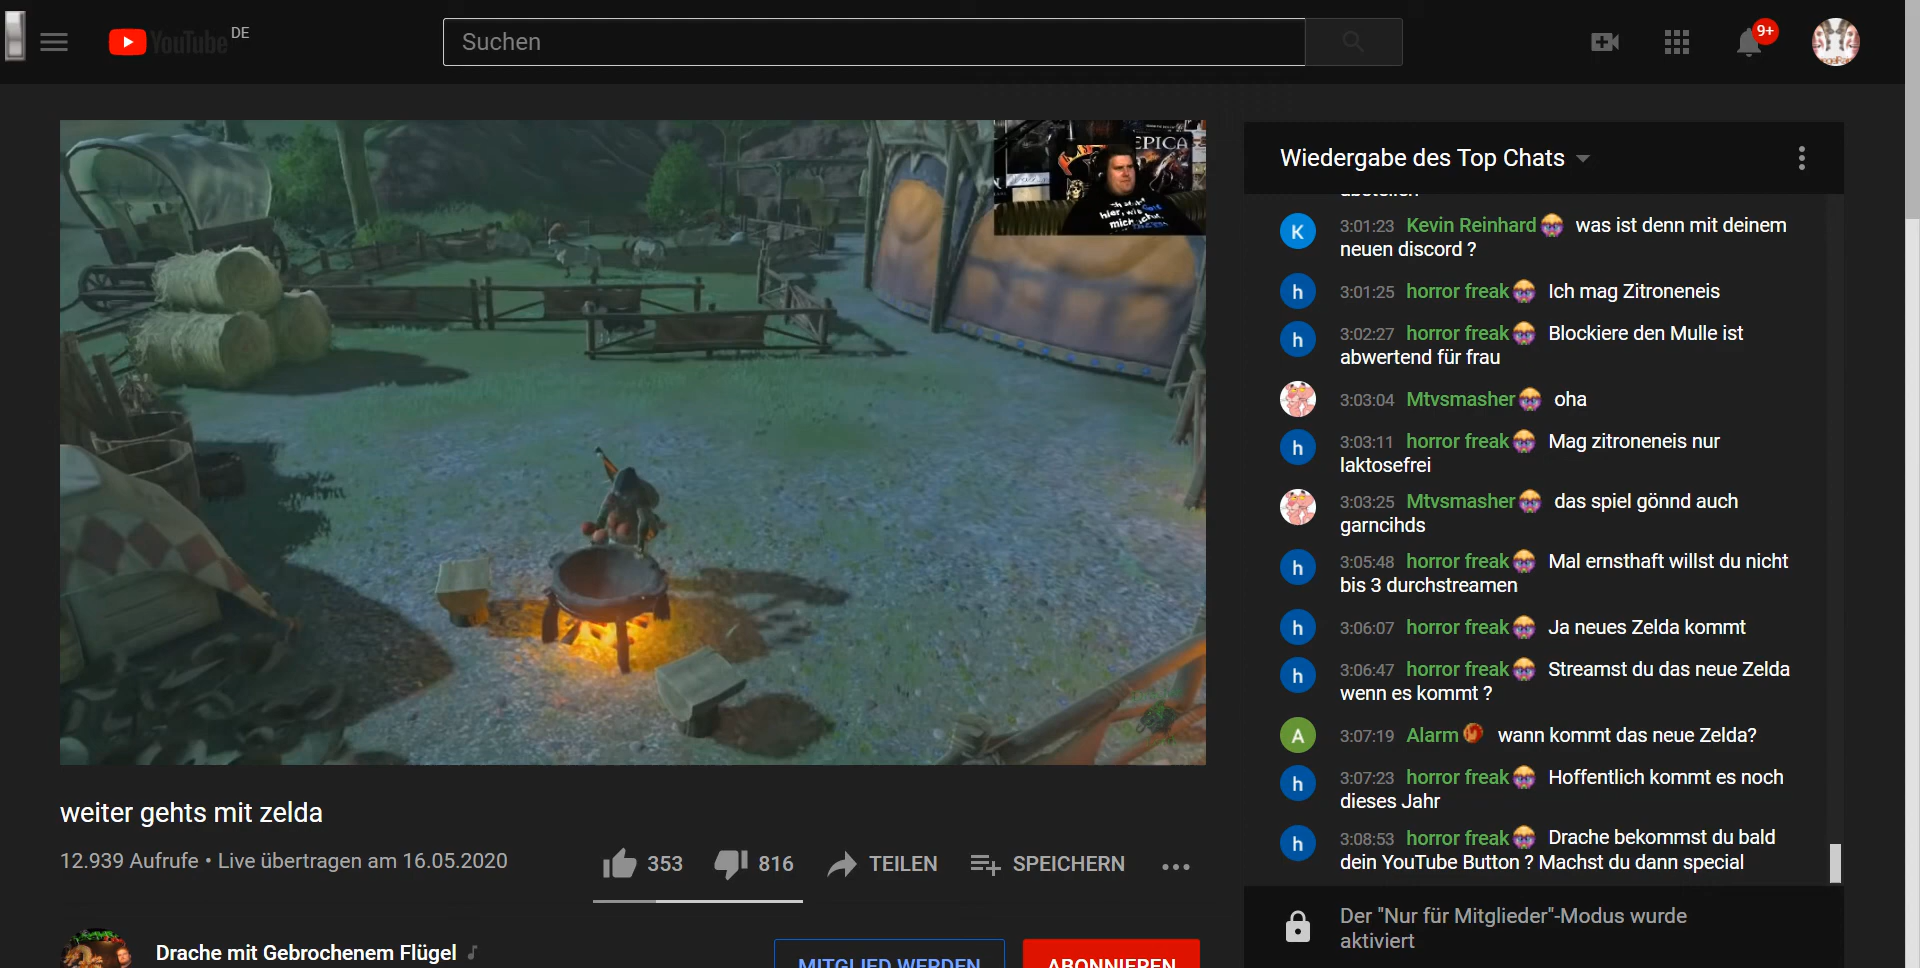 YouTube DE
Suchen
9+
EPICA
hier, wie Gott
mich schuf
Wiedergabe des Top Chats
3:01:23 Kevin Reinhard was ist denn mit deinem
neuen discord ?
3:01:25 horror freak Ich mag Zitroneneis
3:02:27 horror freak Blockiere den Mulle ist
abwertend für frau
3:03:04 Mtvsmasher oha
3:03:11 horror freak Mag zitroneneis nur
laktosefrei
3:03:25 Mtvsmasher das spiel gönnd auch
garncihds
3:05:48 horror freak Mal ernsthaft willst du nicht
bis 3 durchstreamen
3:06:07 horror freak Ja neues Zelda kommt
3:06:47 horror freak Streamst du das neue Zelda
wenn es kommt ?
3:07:19 Alarm wann kommt das neue Zelda?
3:07:23 horror freak Hoffentlich kommt es noch
dieses Jahr
3:08:53 horror freak Drache bekommst du bald
dein YouTube Button ? Machst du dann special
Der "Nur für Mitglieder"-Modus wurde
aktiviert
weiter gehts mit zelda
12.939 Aufrufe • Live übertragen am 16.05.2020
353 816 TEILEN SPEICHERN
Drache mit Gebrochenem Flügel
MITGLIED WERDEN ABONNIEREN